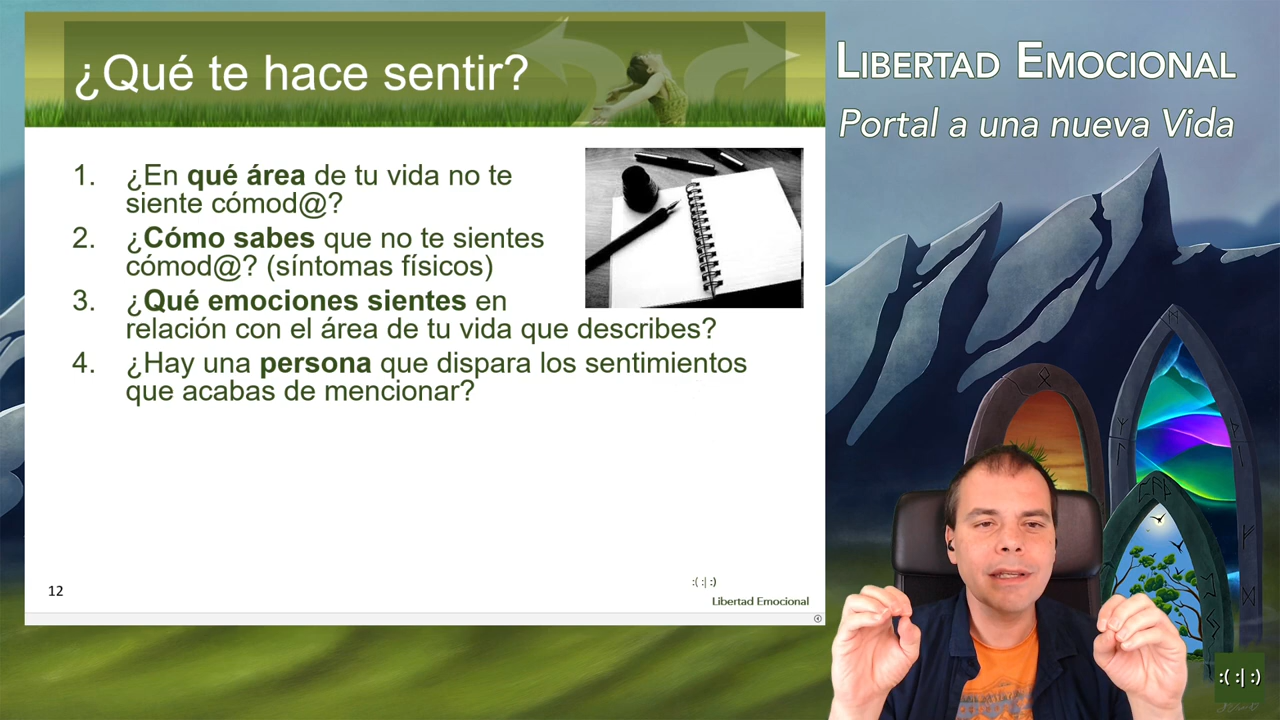 ¿Qué te hace sentir?
LIBERTAD EMOCIONAL
Portal a una nueva Vida
1. ¿En qué área de tu vida no te
siente cómod@?
2. ¿Cómo sabes que no te sientes
cómod@? (síntomas físicos)
3. ¿Qué emociones sientes en
relación con el área de tu vida que describes?
4. ¿Hay una persona que dispara los sentimientos
que acabas de mencionar?
12
:( :| :)
Libertad Emocional
:( :| :)